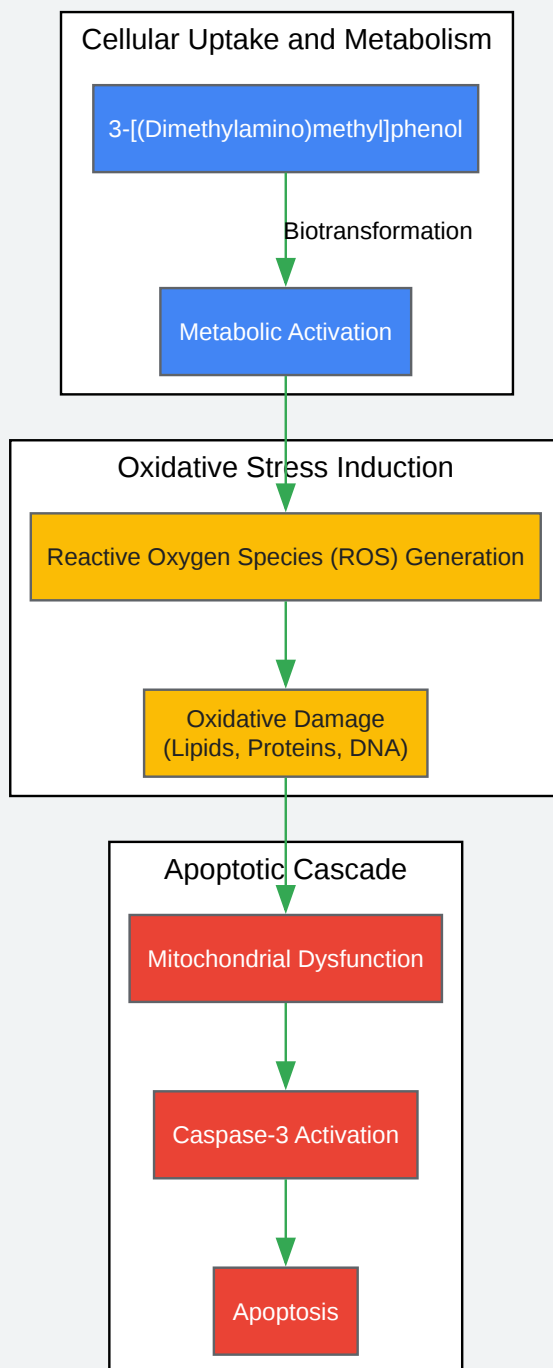 Cellular Uptake and Metabolism
3-[(Dimethylamino)methyl]phenol
Biotransformation
Metabolic Activation
Oxidative Stress Induction
Reactive Oxygen Species (ROS) Generation
Oxidative Damage
(Lipids, Proteins, DNA)
Apoptotic Cascade
Mitochondrial Dysfunction
Caspase-3 Activation
Apoptosis